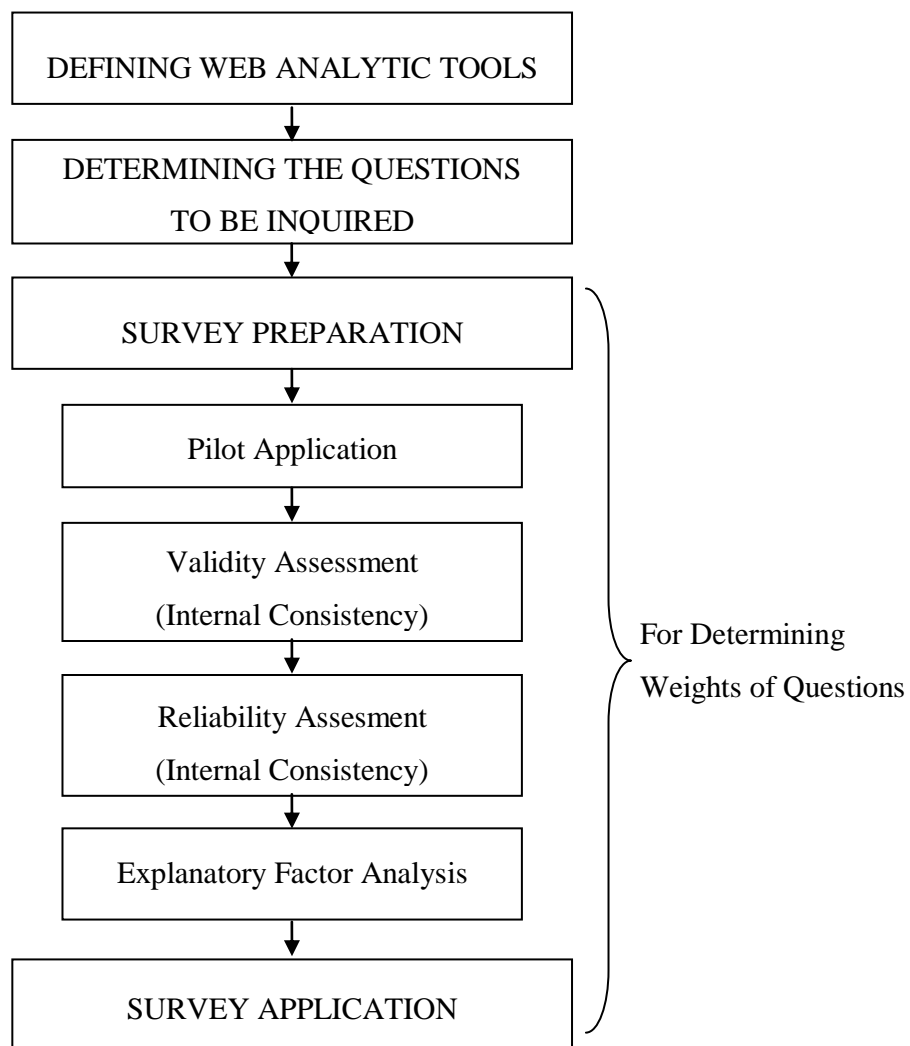 DEFINING WEB ANALYTIC TOOLS
DETERMINING THE QUESTIONS
TO BE INQUIRED
SURVEY PREPARATION
Pilot Application
Validity Assessment
(Internal Consistency)
Reliability Assesment
(Internal Consistency)
Explanatory Factor Analysis
SURVEY APPLICATION
For Determining
Weights of Questions